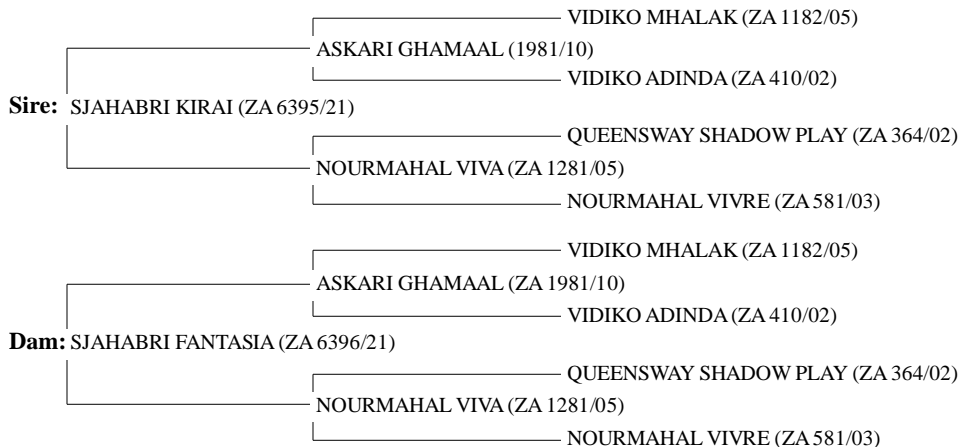 VIDIKO MHALAK (ZA 1182/05)
ASKARI GHAMAAL (1981/10)
VIDIKO ADINDA (ZA 410/02)
Sire: SJAHABRI KIRAI (ZA 6395/21)
QUEENSWAY SHADOW PLAY (ZA 364/02)
NOURMAHAL VIVA (ZA 1281/05)
NOURMAHAL VIVRE (ZA 581/03)
VIDIKO MHALAK (ZA 1182/05)
ASKARI GHAMAAL (ZA 1981/10)
VIDIKO ADINDA (ZA 410/02)
Dam: SJAHABRI FANTASIA (ZA 6396/21)
QUEENSWAY SHADOW PLAY (ZA 364/02)
NOURMAHAL VIVA (ZA 1281/05)
NOURMAHAL VIVRE (ZA 581/03)